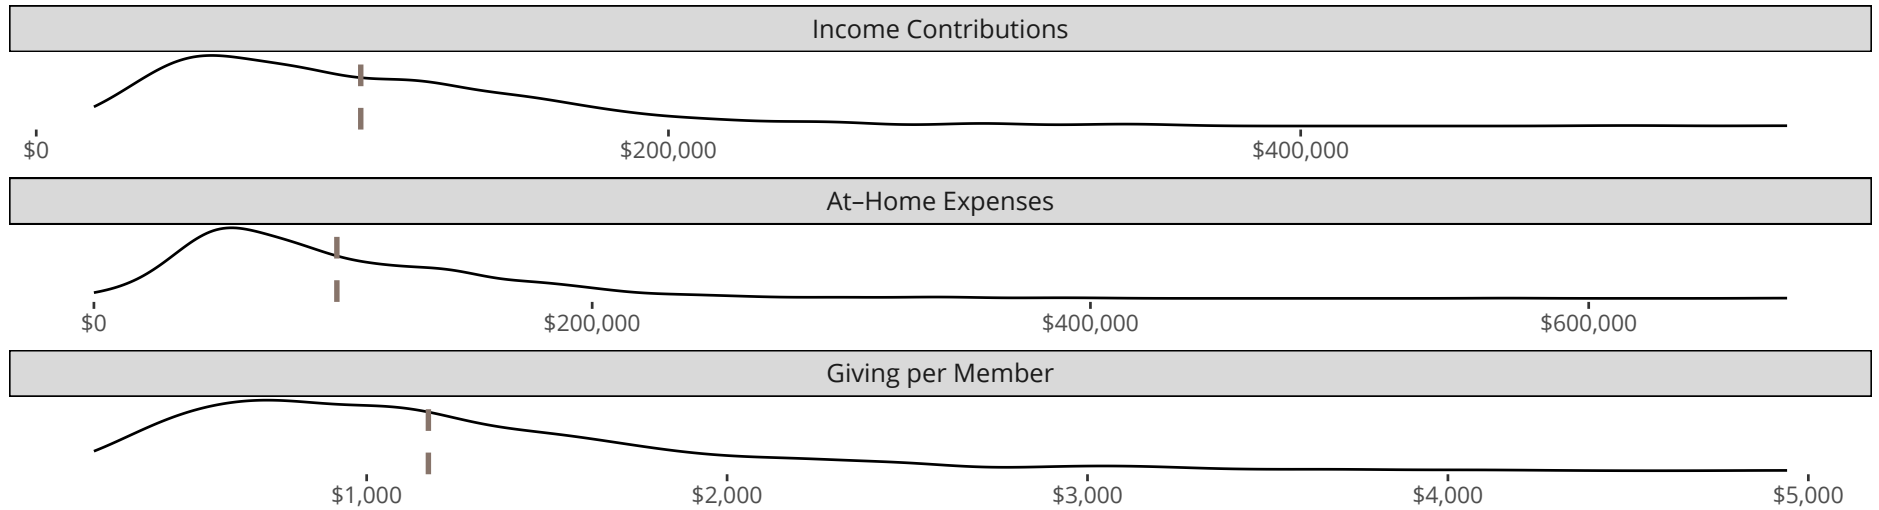 Income Contributions
$0 $200,000 $400,000
At–Home Expenses
$0 $200,000 $400,000 $600,000
Giving per Member
$1,000 $2,000 $3,000 $4,000 $5,000